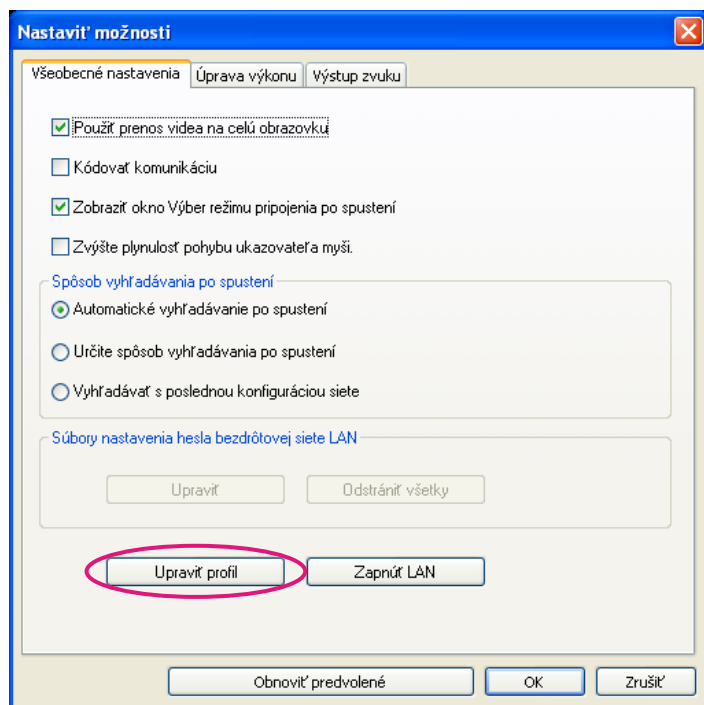 Nastaviť možnosti
Všeobecné nastavenia Úprava výkonu Výstup zvuku
Použiť prenos videa na celú obrazovku
Kódovať komunikáciu
Zobraziť okno Výber režimu pripojenia po spustení
Zvýšte plynulosť pohybu ukazovateľa myši.
Spôsob vyhľadávania po spustení
Automatické vyhľadávanie po spustení
Určite spôsob vyhľadávania po spustení
Vyhľadávať s poslednou konfiguráciou siete
Súbory nastavenia hesla bezdrôtovej siete LAN
Upraviť Odstrániť všetky
Upraviť profil Zapnúť LAN
Obnoviť predvolené OK Zrušiť